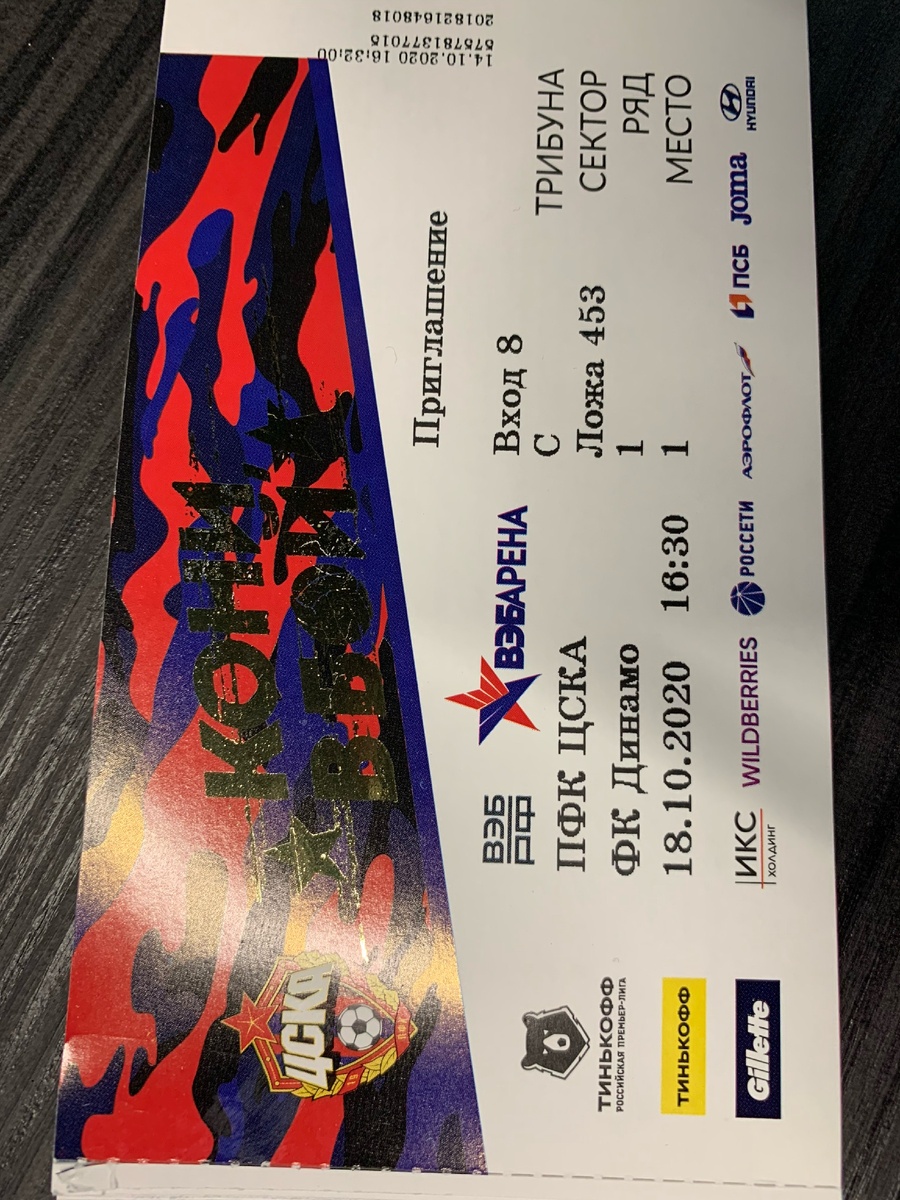 КОНИ,
В БОЙ!
ЦСКА
Приглашение
ВЭБ
РФ
ВЭБАРЕНА
Вход 8
ПФК ЦСКА
С
ТРИБУНА
ФК Динамо
Ложа 453
СЕКТОР
1
РЯД
18.10.2020 16:30
1
МЕСТО
14.10.2020 16:32:00
575781377015
201821648018
ТИНЬКОФФ
РОССИЙСКАЯ ПРЕМЬЕР-ЛИГА
ТИНЬКОФФ
Gillette
ИКС
ХОЛДИНГ
WILDBERRIES
РОССЕТИ
АЭРОФЛОТ
ПСБ
Joma
HYUNDAI